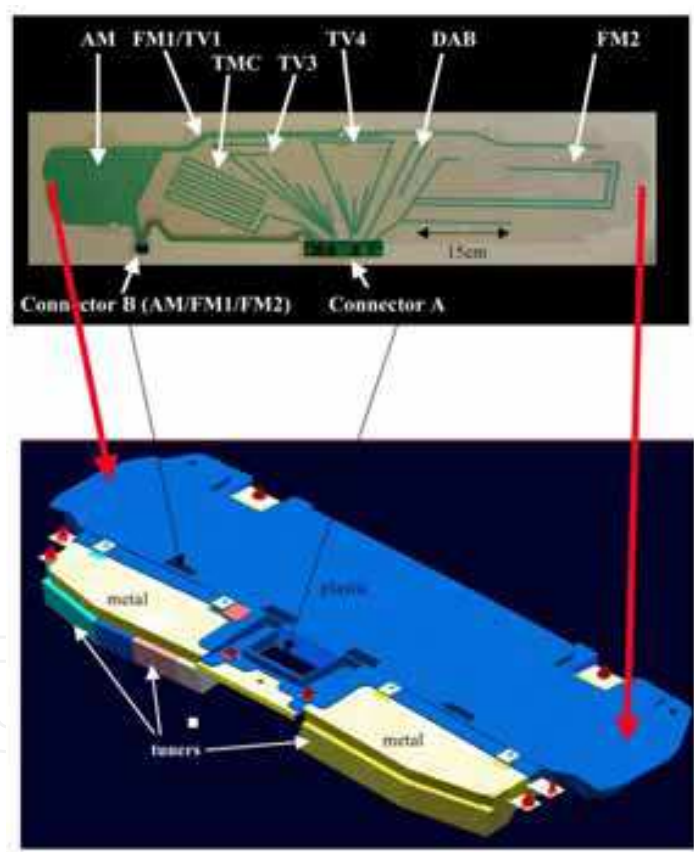 AM FM1/TV1 TV4 DAB FM2
TMC TV3
15cm
Connector B (AM/FM1/FM2) Connector A
plastic
metal
metal
tuners